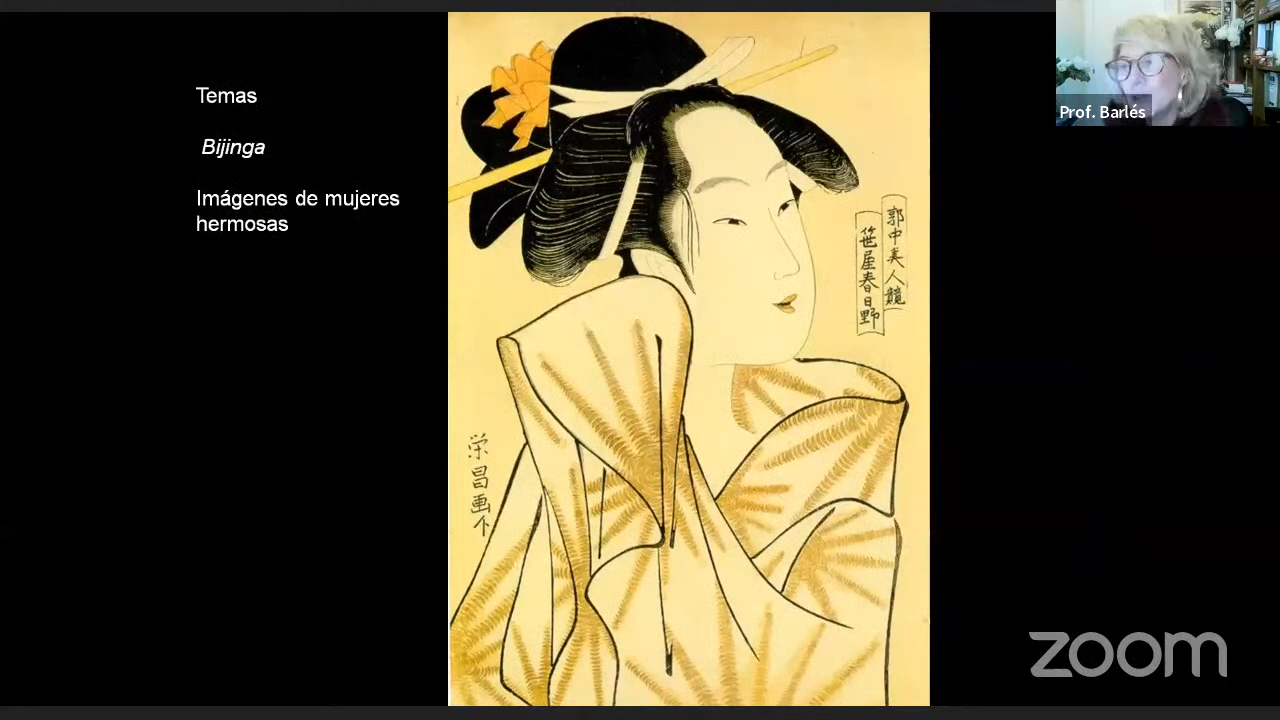 Temas
Bijinga
Imágenes de mujeres
hermosas
郭中美人競
笹屋春日野
栄昌画
Prof. Barlés
zoom